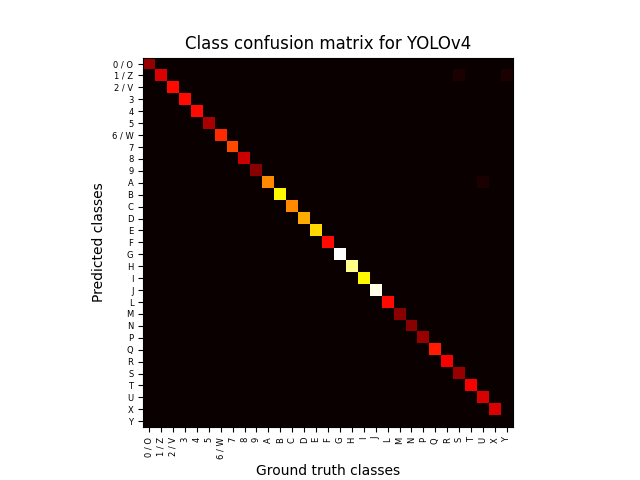 Class confusion matrix for YOLOv4
Predicted classes
0 / O
1 / Z
2 / V
3
4
5
6 / W
7
8
9
A
B
C
D
E
F
G
H
I
J
L
M
N
P
Q
R
S
T
U
X
Y
0 / O 1 / Z 2 / V 3 4 5 6 / W 7 8 9 A B C D E F G H I J L M N P Q R S T U X Y
Ground truth classes